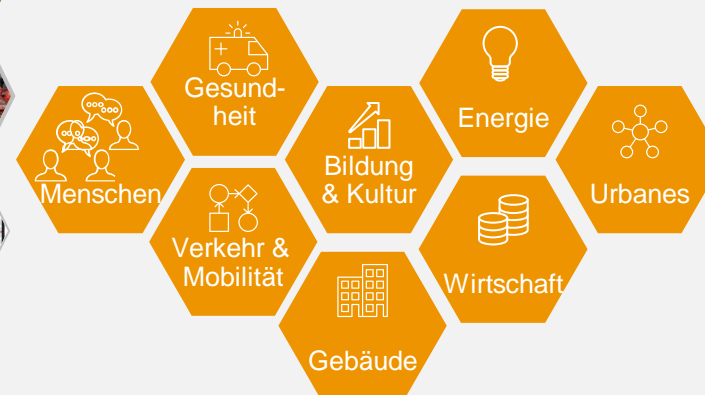 Gesund-
heit
Energie
Menschen
Bildung
& Kultur
Urbanes
Verkehr &
Mobilität
Wirtschaft
Gebäude